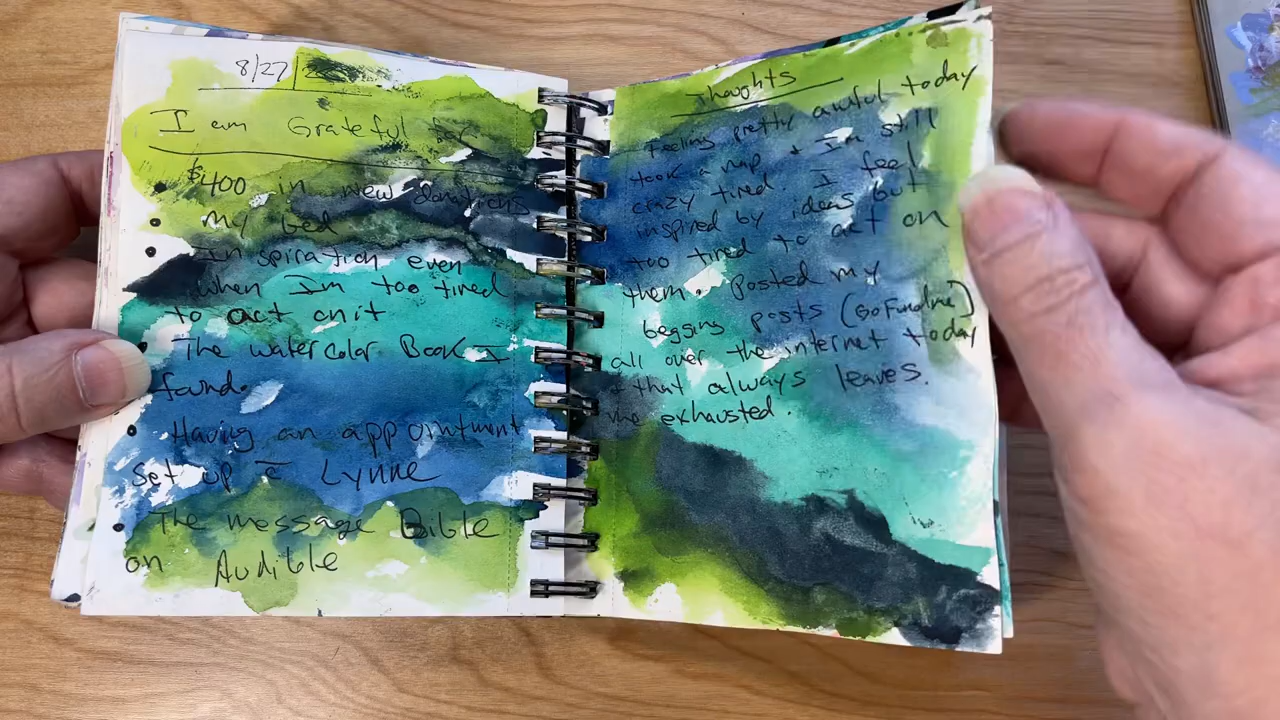 8/27/
I am Grateful for
$400 in new donations
My bed
Inspiration even
when Im too tired
to act on it
The watercolor Book I
found.
Having an appointment
set up c̄ Lynne
The message Bible
on Audible
Thoughts
Feeling pretty awful today
took a nap + I'm still
crazy tired. I feel
inspired by ideas but
too tired to act on
them. Posted my
begging posts (GoFundme)
all over the internet today
+ that always leaves
me exhausted.